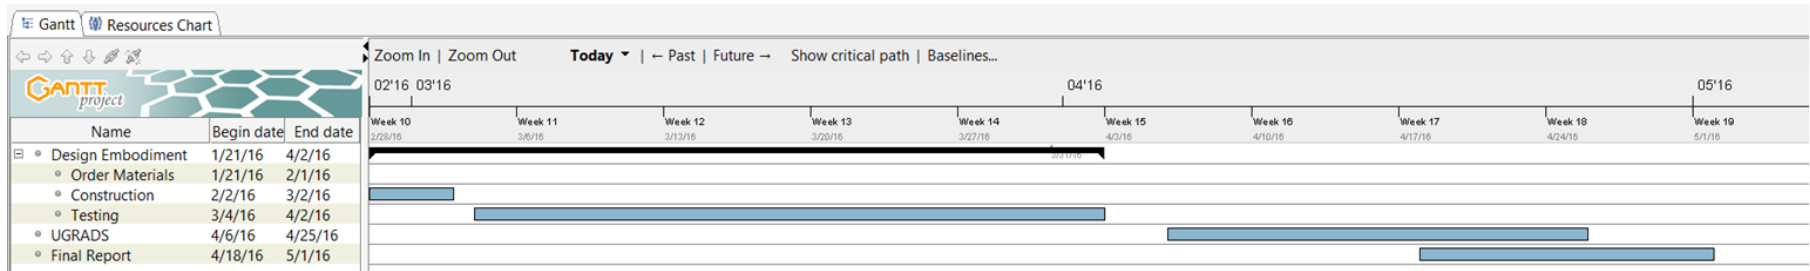 Gantt Resources Chart
Zoom In | Zoom Out Today ▼ | ← Past | Future → Show critical path | Baselines...
GANTT project
02'16 03'16 04'16 05'16
Week 10 Week 11 Week 12 Week 13 Week 14 Week 15 Week 16 Week 17 Week 18 Week 19
2/28/16 3/6/16 3/13/16 3/20/16 3/27/16 4/3/16 4/10/16 4/17/16 4/24/16 5/1/16
Name Begin date End date
Design Embodiment 1/21/16 4/2/16 3/31/16
Order Materials 1/21/16 2/1/16
Construction 2/2/16 3/2/16
Testing 3/4/16 4/2/16
UGRADS 4/6/16 4/25/16
Final Report 4/18/16 5/1/16